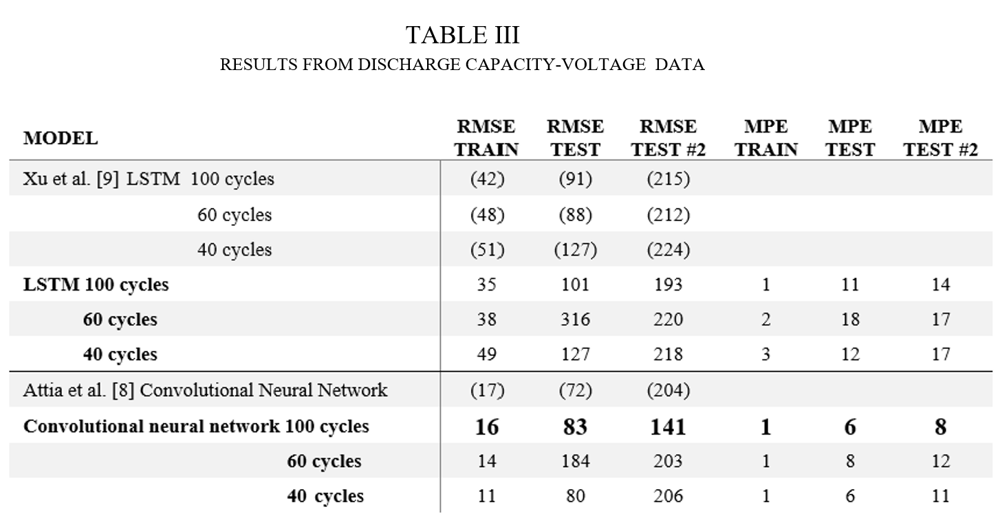 TABLE III
RESULTS FROM DISCHARGE CAPACITY-VOLTAGE DATA
MODEL RMSE TRAIN RMSE TEST RMSE TEST #2 MPE TRAIN MPE TEST MPE TEST #2
Xu et al. [9] LSTM 100 cycles (42) (91) (215)
60 cycles (48) (88) (212)
40 cycles (51) (127) (224)
LSTM 100 cycles 35 101 193 1 11 14
60 cycles 38 316 220 2 18 17
40 cycles 49 127 218 3 12 17
Attia et al. [8] Convolutional Neural Network (17) (72) (204)
Convolutional neural network 100 cycles 16 83 141 1 6 8
60 cycles 14 184 203 1 8 12
40 cycles 11 80 206 1 6 11